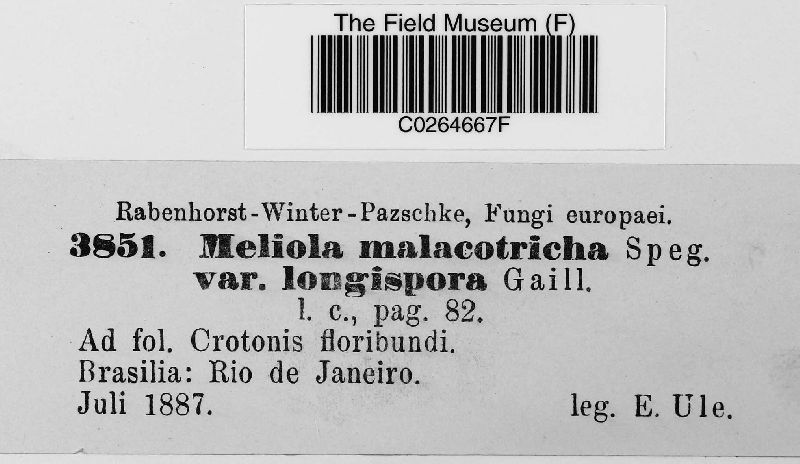 The Field Museum (F)
C0264667F
Rabenhorst-Winter-Pazschke, Fungi europaei.
3851. Meliola malacotricha Speg.
var. longispora Gaill.
l. c., pag. 82.
Ad fol. Crotonis floribundi.
Brasilia: Rio de Janeiro.
Juli 1887. leg. E. Ule.